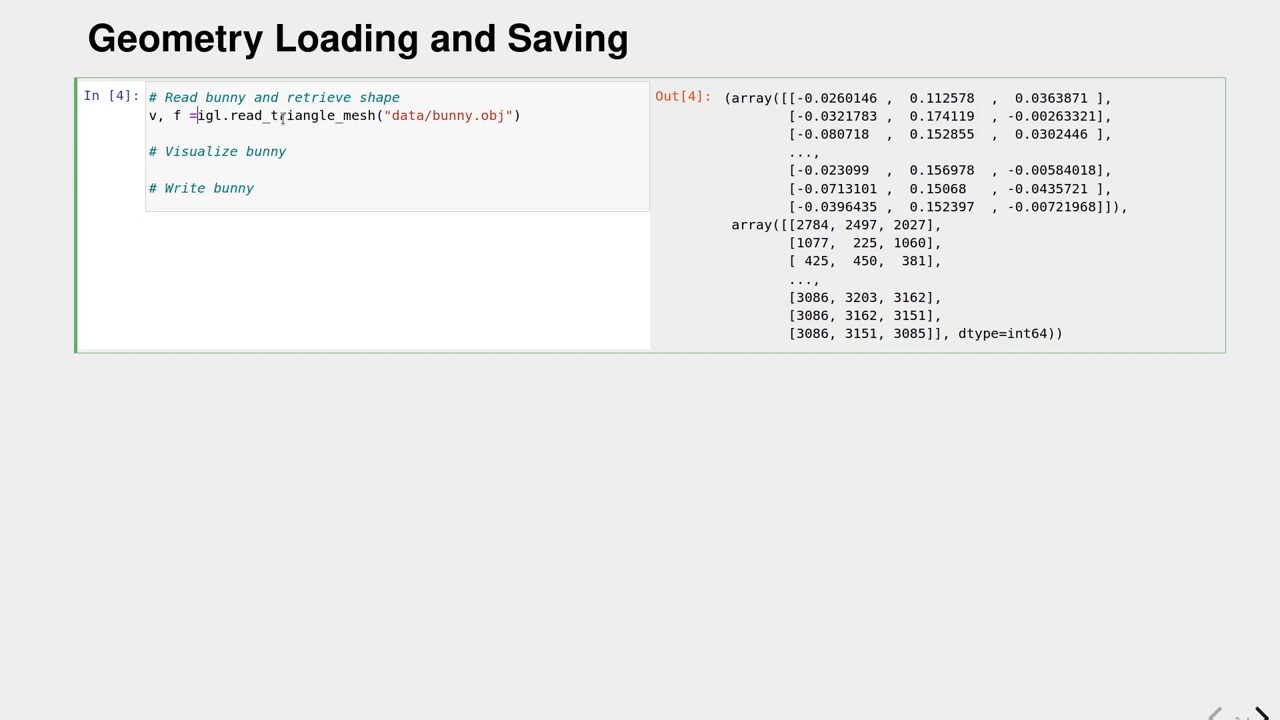 Geometry Loading and Saving
In [4]:
# Read bunny and retrieve shape
v, f =igl.read_triangle_mesh("data/bunny.obj")
# Visualize bunny
# Write bunny
Out[4]:
(array([[-0.0260146 ,  0.112578  ,  0.0363871 ],
[-0.0321783 ,  0.174119  , -0.00263321],
[-0.080718  ,  0.152855  ,  0.0302446 ],
...,
[-0.023099  ,  0.156978  , -0.00584018],
[-0.0713101 ,  0.15068   , -0.0435721 ],
[-0.0396435 ,  0.152397  , -0.00721968]]),
array([[2784, 2497, 2027],
[1077,  225, 1060],
[ 425,  450,  381],
...,
[3086, 3203, 3162],
[3086, 3162, 3151],
[3086, 3151, 3085]], dtype=int64))